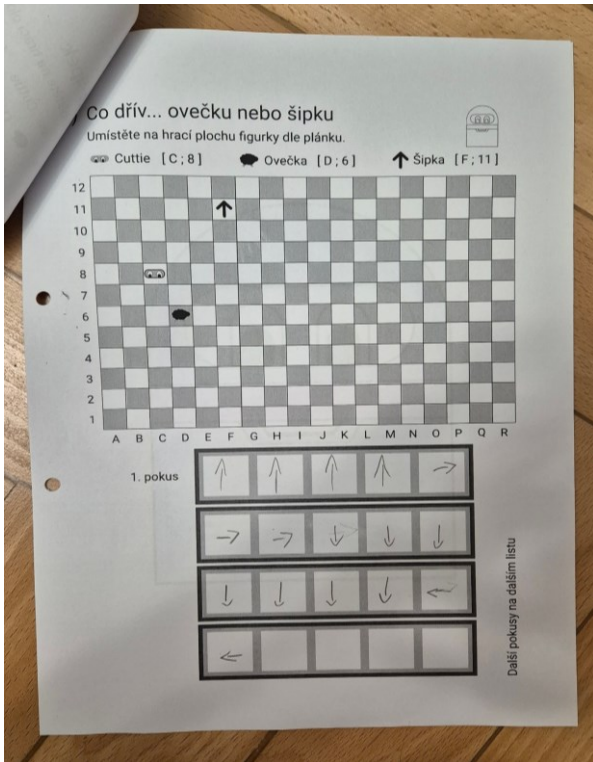 Co dřív... ovečku nebo šipku
Umístěte na hrací plochu figurky dle plánku.
Cuttie [ C ; 8 ] Ovečka [ D ; 6 ] Šipka [ F ; 11 ]
12
11
10
9
8
7
6
5
4
3
2
1
A B C D E F G H I J K L M N O P Q R
1. pokus
↑ ↑ ↑ ↑ →
→ → ↓ ↓ ↓
↓ ↓ ↓ ↓ ←
←
Další pokusy na dalším listu